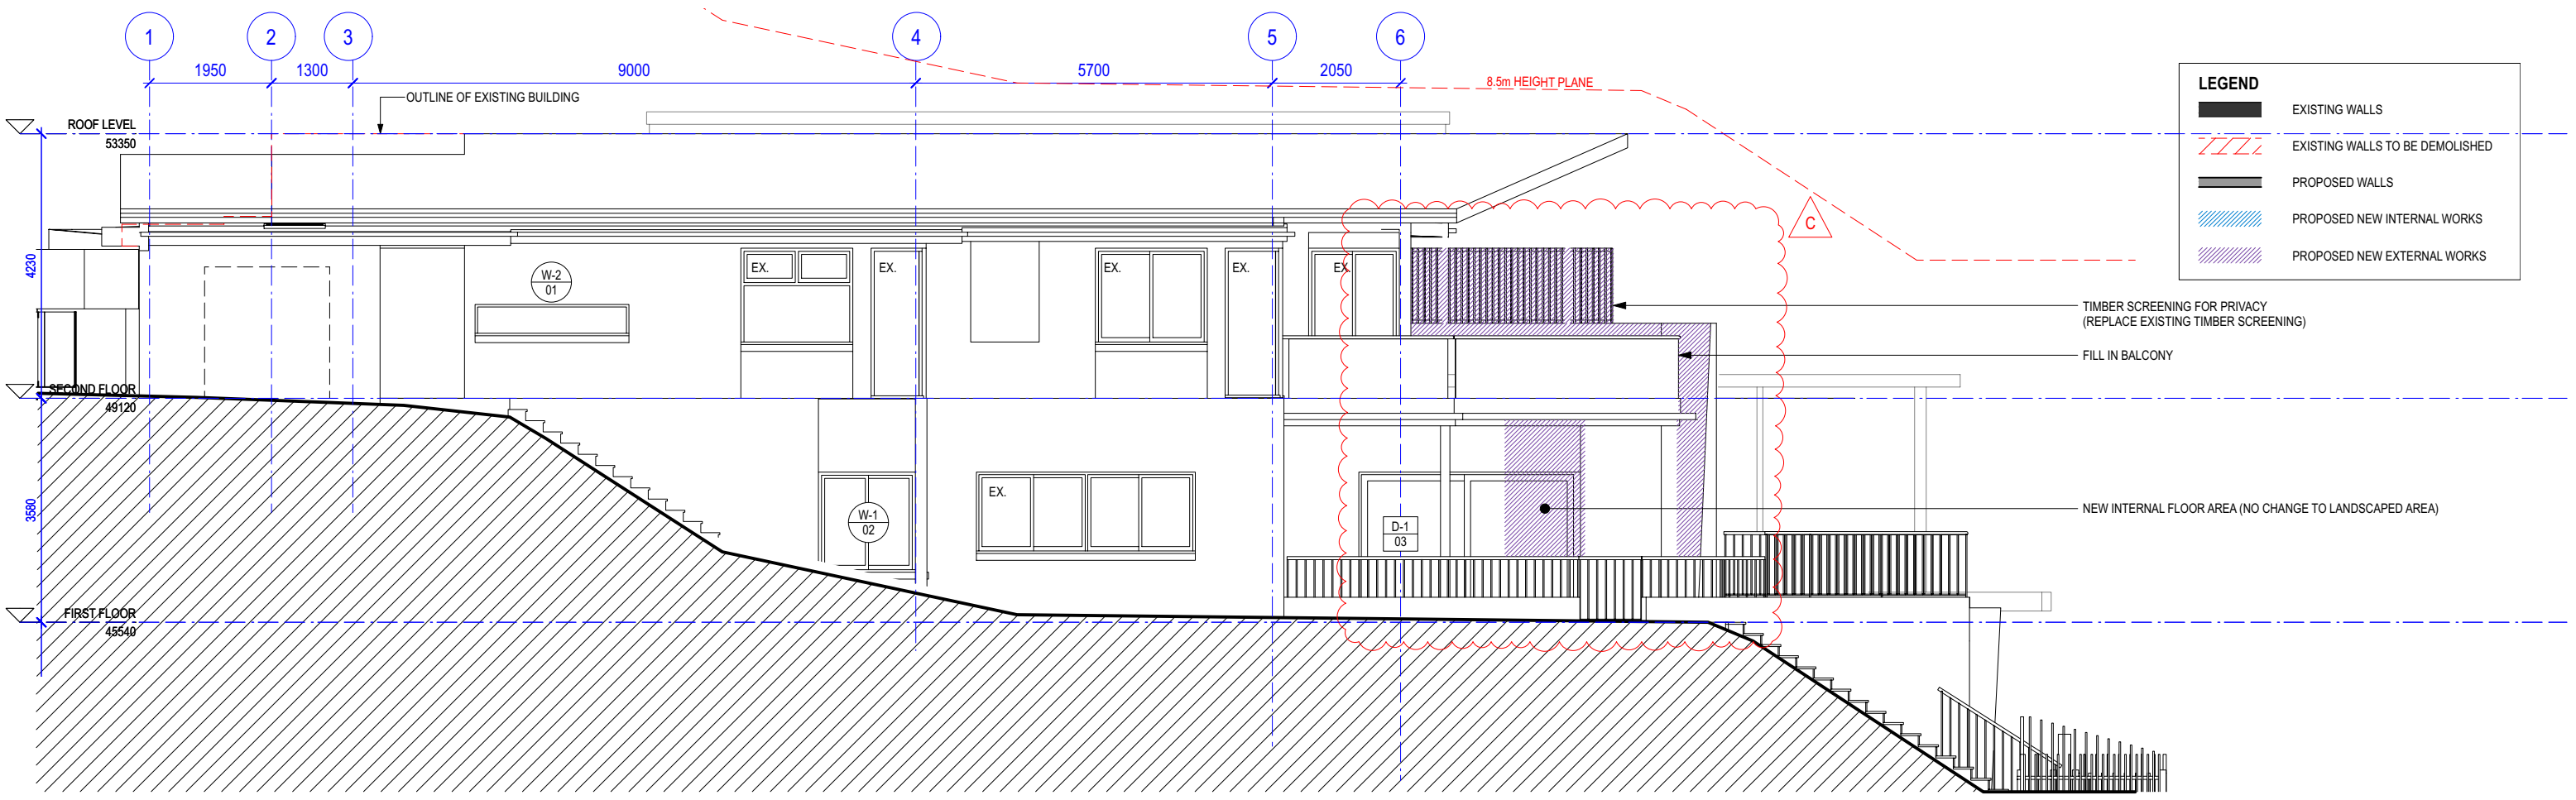 1
2
3
4
5
6
1950
1300
9000
5700
2050
8.5m HEIGHT PLANE
OUTLINE OF EXISTING BUILDING
ROOF LEVEL
53350
LEGEND
EXISTING WALLS
EXISTING WALLS TO BE DEMOLISHED
PROPOSED WALLS
PROPOSED NEW INTERNAL WORKS
PROPOSED NEW EXTERNAL WORKS
C
4230
W-2
01
EX.
EX.
EX.
EX.
EX.
TIMBER SCREENING FOR PRIVACY
(REPLACE EXISTING TIMBER SCREENING)
FILL IN BALCONY
SECOND FLOOR
49120
3580
EX.
W-1
02
D-1
03
NEW INTERNAL FLOOR AREA (NO CHANGE TO LANDSCAPED AREA)
FIRST FLOOR
45540